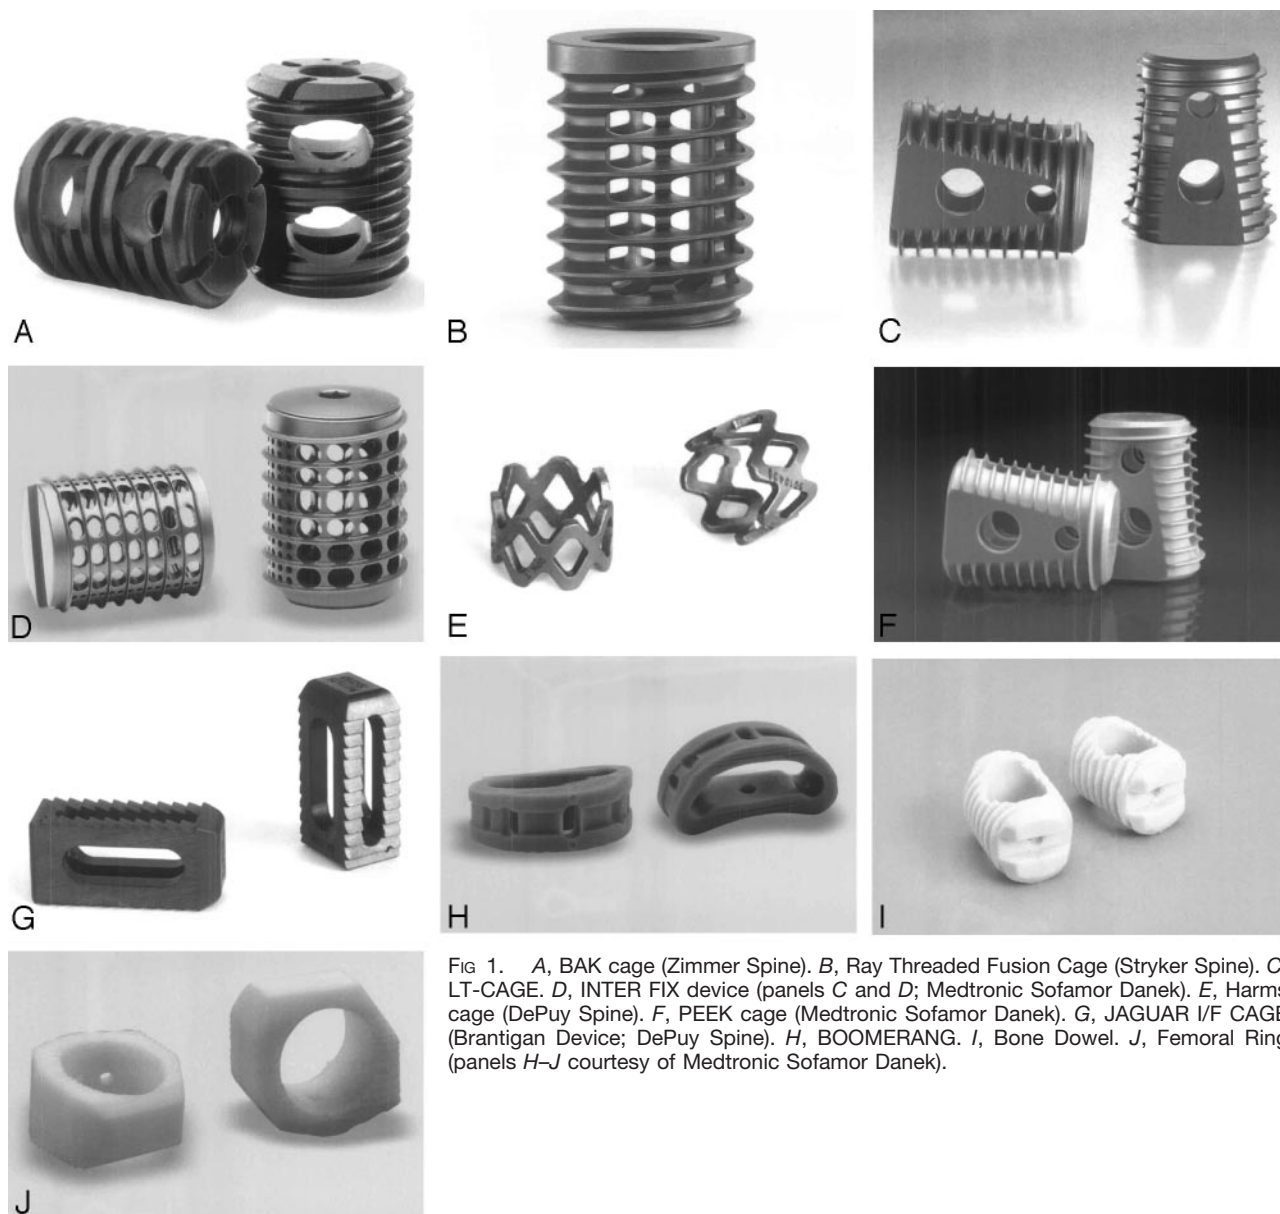 A
B
C
D
E
F
G
H
I
J
FIG 1. A, BAK cage (Zimmer Spine). B, Ray Threaded Fusion Cage (Stryker Spine). C
LT-CAGE. D, INTER FIX device (panels C and D; Medtronic Sofamor Danek). E, Harms
cage (DePuy Spine). F, PEEK cage (Medtronic Sofamor Danek). G, JAGUAR I/F CAGE
(Brantigan Device; DePuy Spine). H, BOOMERANG. I, Bone Dowel. J, Femoral Ring
(panels H–J courtesy of Medtronic Sofamor Danek).